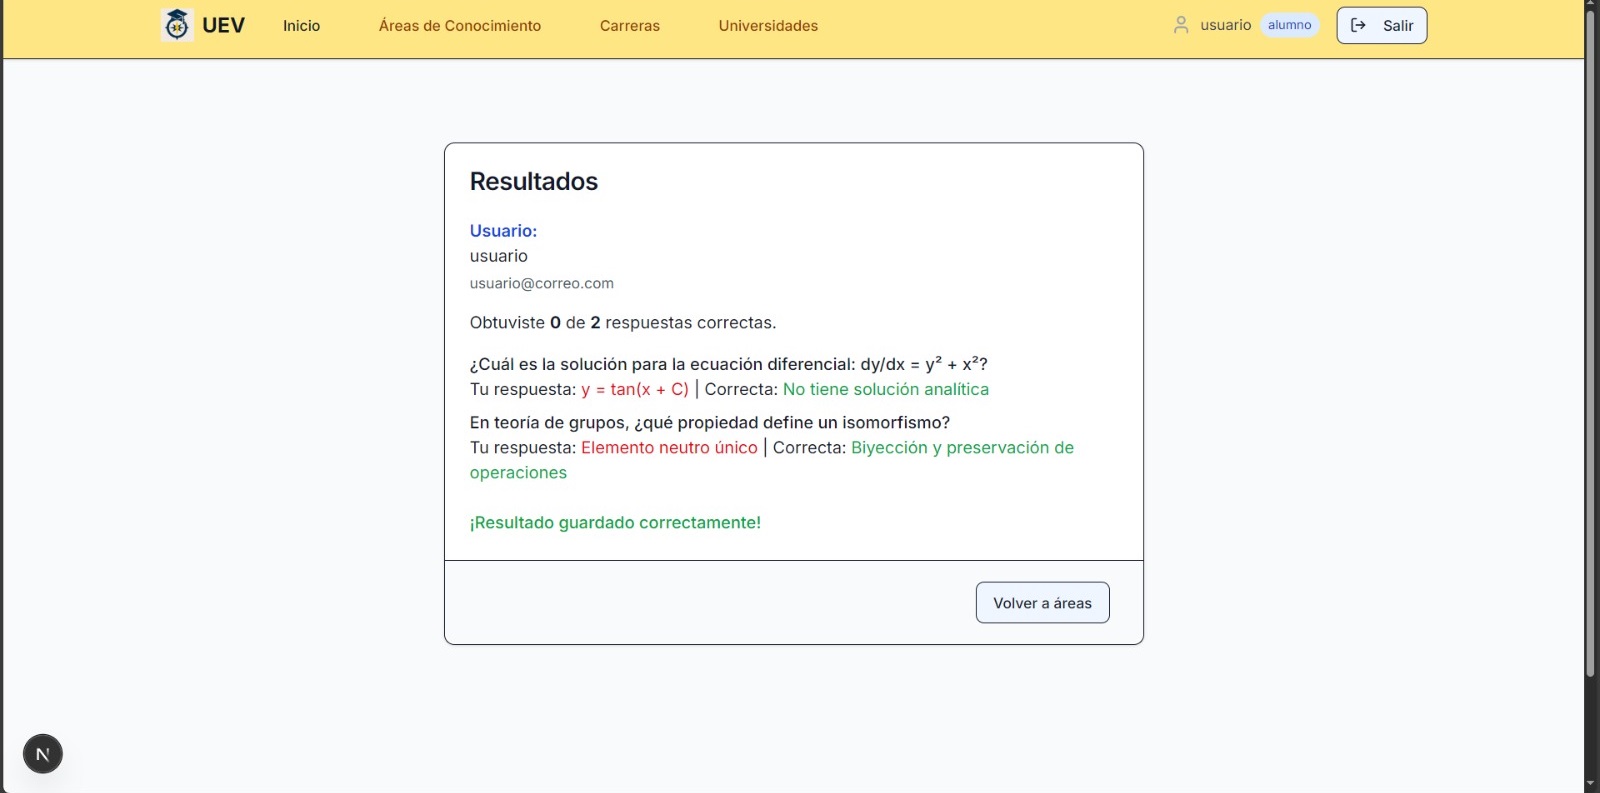 UEV Inicio Áreas de Conocimiento Carreras Universidades usuario alumno Salir
Resultados
Usuario:
usuario
usuario@correo.com
Obtuviste 0 de 2 respuestas correctas.
¿Cuál es la solución para la ecuación diferencial: dy/dx = y² + x²?
Tu respuesta: y = tan(x + C) | Correcta: No tiene solución analítica
En teoría de grupos, ¿qué propiedad define un isomorfismo?
Tu respuesta: Elemento neutro único | Correcta: Biyección y preservación de
operaciones
¡Resultado guardado correctamente!
Volver a áreas
N